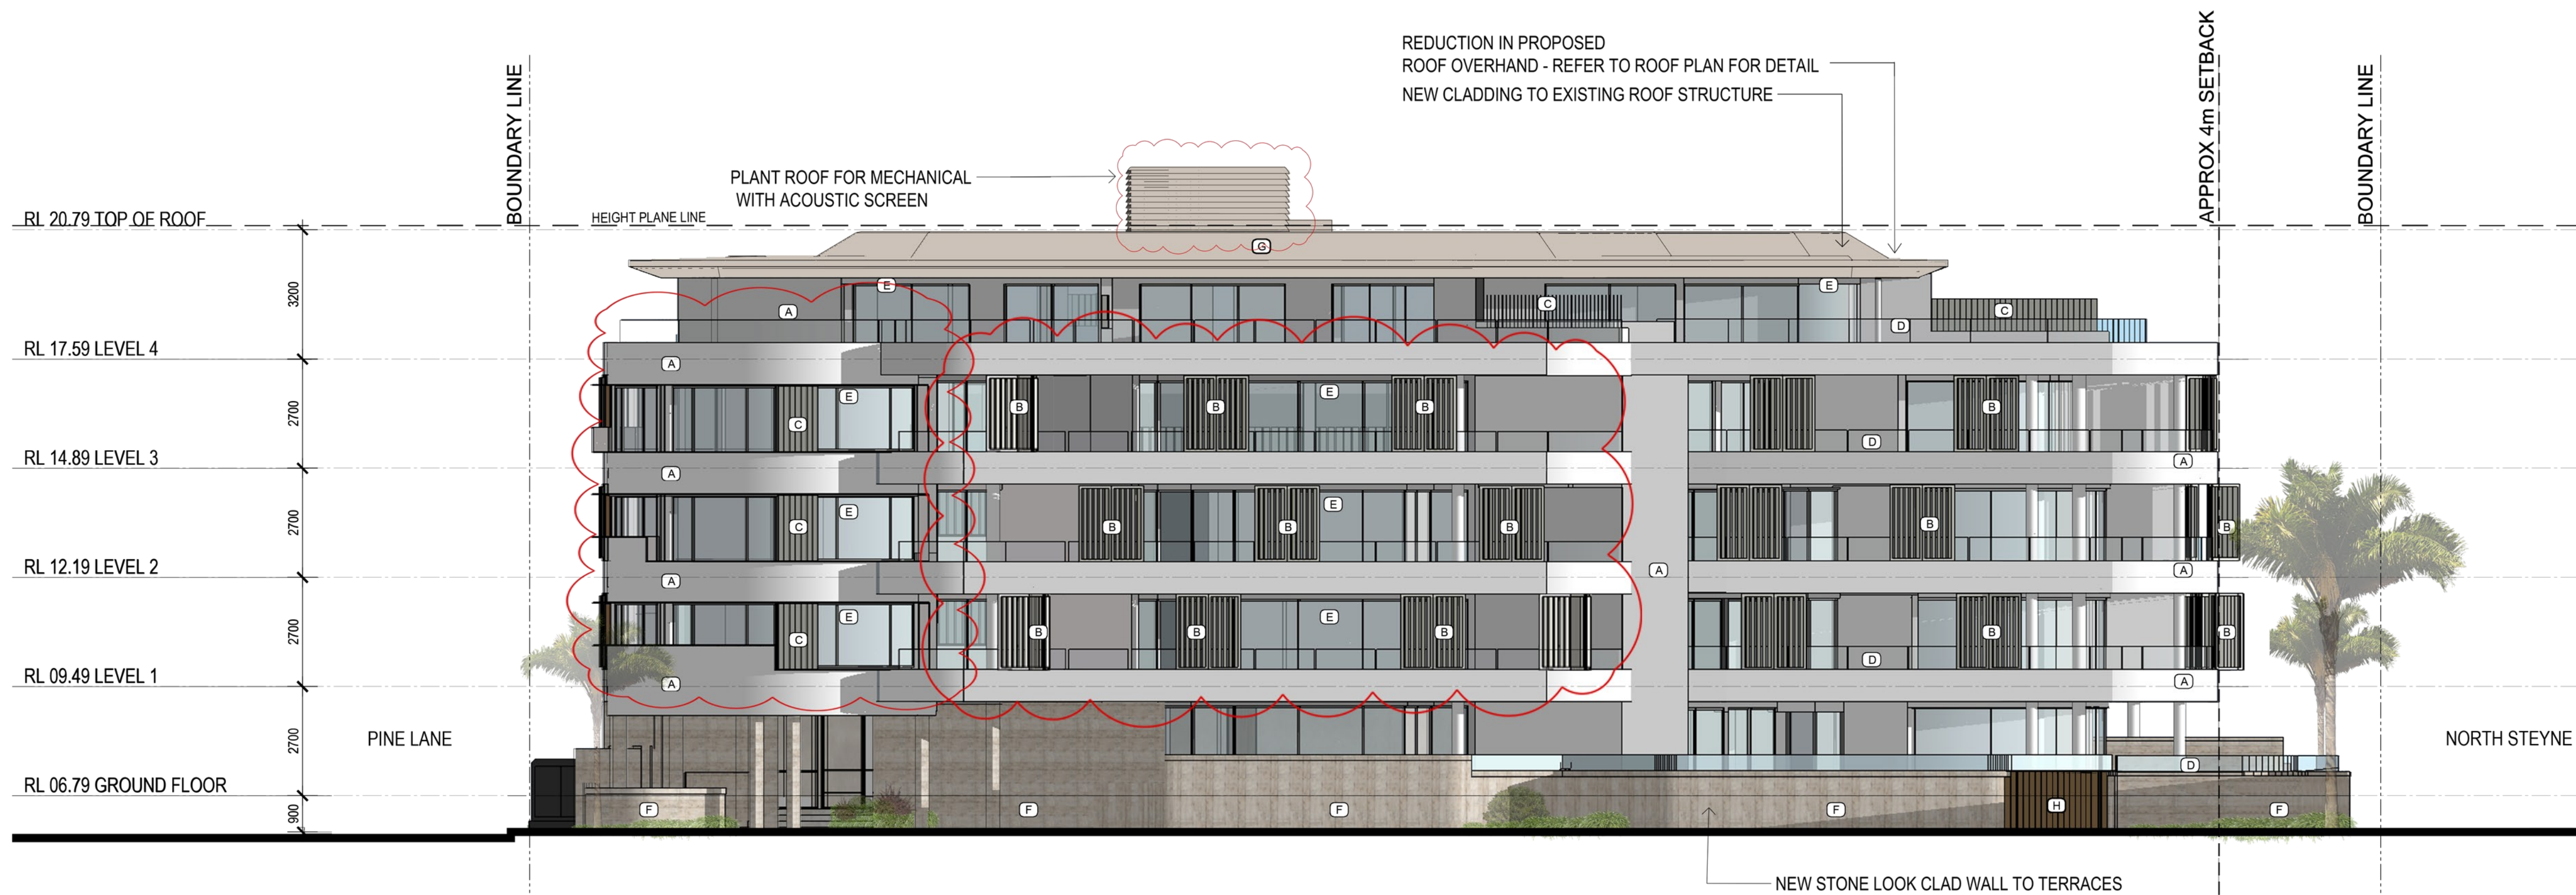 REDUCTION IN PROPOSED
ROOF OVERHAND - REFER TO ROOF PLAN FOR DETAIL
NEW CLADDING TO EXISTING ROOF STRUCTURE
BOUNDARY LINE
APPROX 4m SETBACK
BOUNDARY LINE
PLANT ROOF FOR MECHANICAL
WITH ACOUSTIC SCREEN
RL 20.79 TOP OF ROOF
HEIGHT PLANE LINE
G
3200
E
E
A
C
C
D
RL 17.59 LEVEL 4
A
2700
E
E
B
B
B
B
C
D
RL 14.89 LEVEL 3
A
A
2700
E
E
C
B
B
B
B
B
RL 12.19 LEVEL 2
A
A
A
2700
E
E
C
B
B
B
B
B
D
RL 09.49 LEVEL 1
A
A
2700
PINE LANE
NORTH STEYNE
D
RL 06.79 GROUND FLOOR
900
F
F
F
F
H
F
NEW STONE LOOK CLAD WALL TO TERRACES